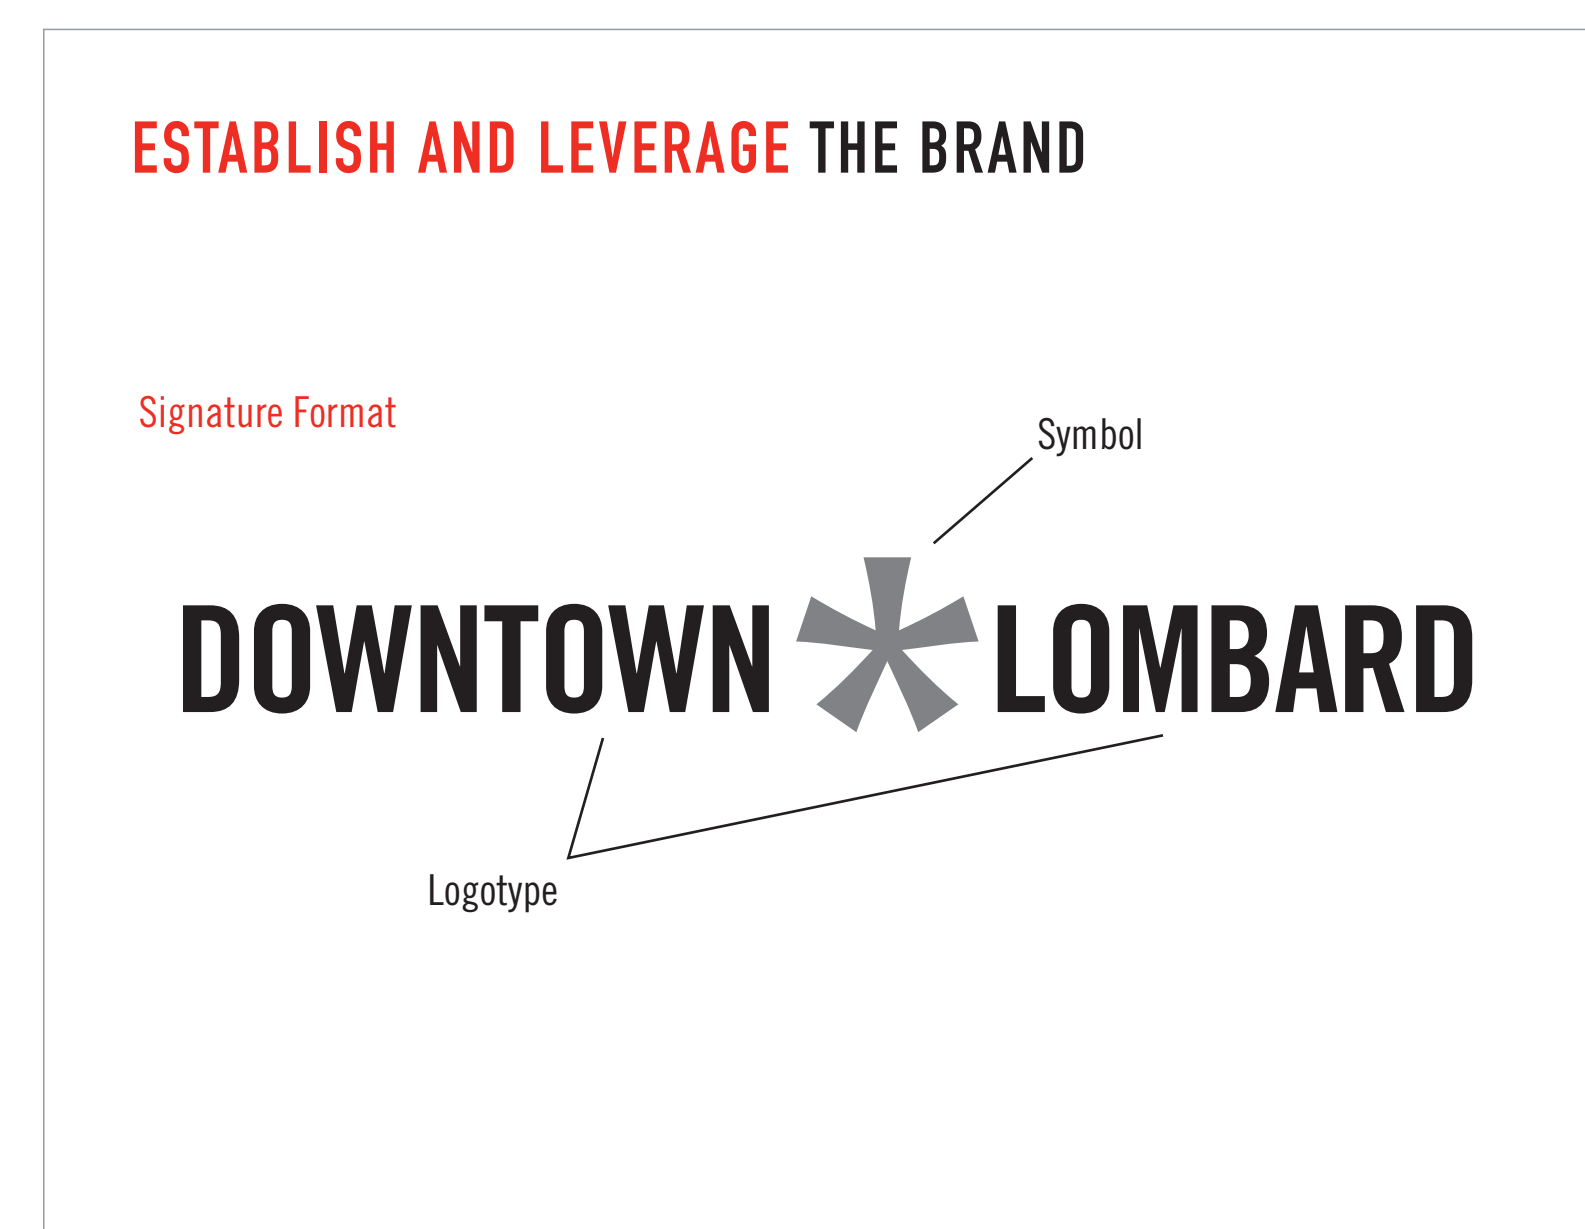 ESTABLISH AND LEVERAGE THE BRAND
Signature Format
Symbol
DOWNTOWN * LOMBARD
Logotype